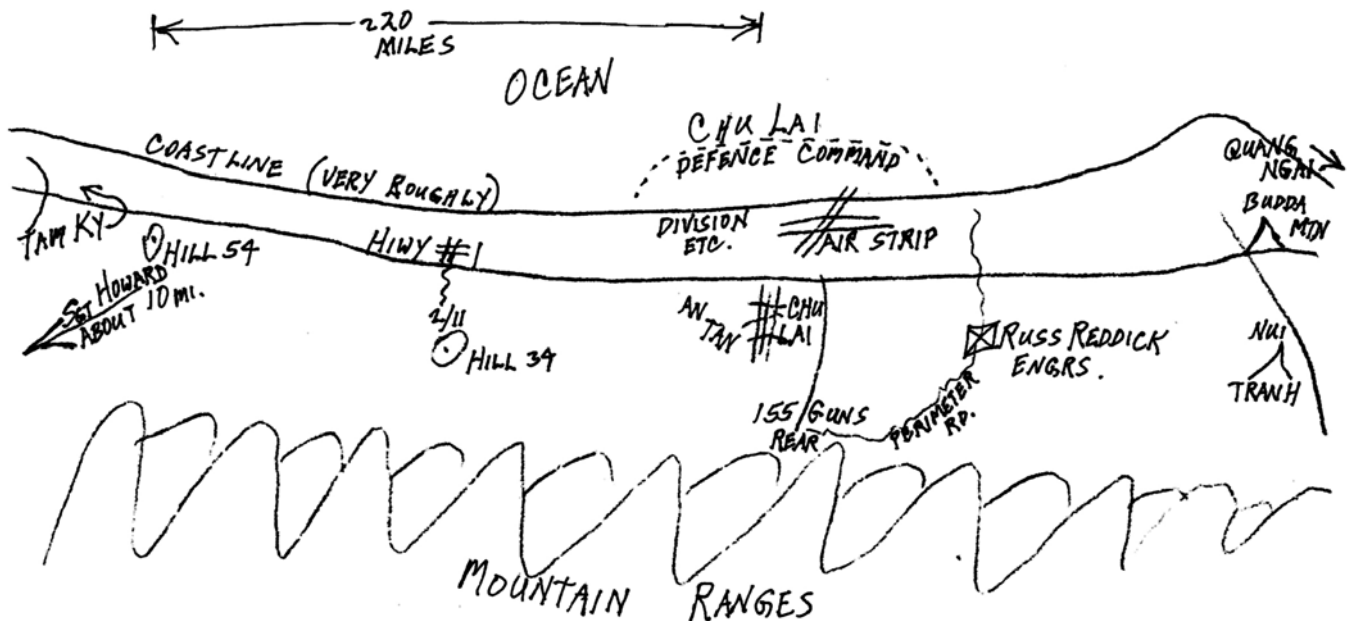 220
MILES
OCEAN
CHU LAI
DEFENCE COMMAND
COASTLINE (VERY ROUGHLY)
QUANG
NGAI
BUDDA
MTN
TAM KY
HILL 54
HIWY #1
DIVISION
ETC.
AIR STRIP
SGT HOWARD
ABOUT 10 MI.
2/11
HILL 34
AN
TAN
CHU
LAI
RUSS REDDICK
ENGRS.
NUI
TRANH
155 GUNS
REAR
PERIMETER
RD.
MOUNTAIN RANGES